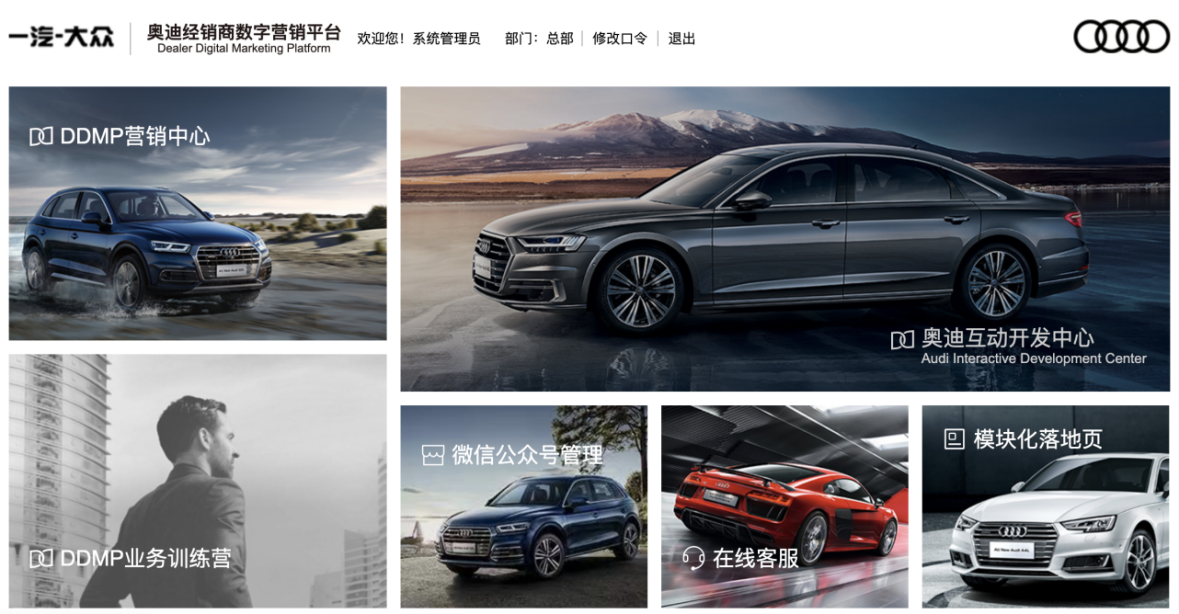 一汽-大众
奥迪经销商数字营销平台
Dealer Digital Marketing Platform
欢迎您！系统管理员 部门：总部 | 修改口令 | 退出
DDMP营销中心
奥迪互动开发中心
Audi Interactive Development Center
DDMP业务训练营
微信公众号管理
在线客服
模块化落地页